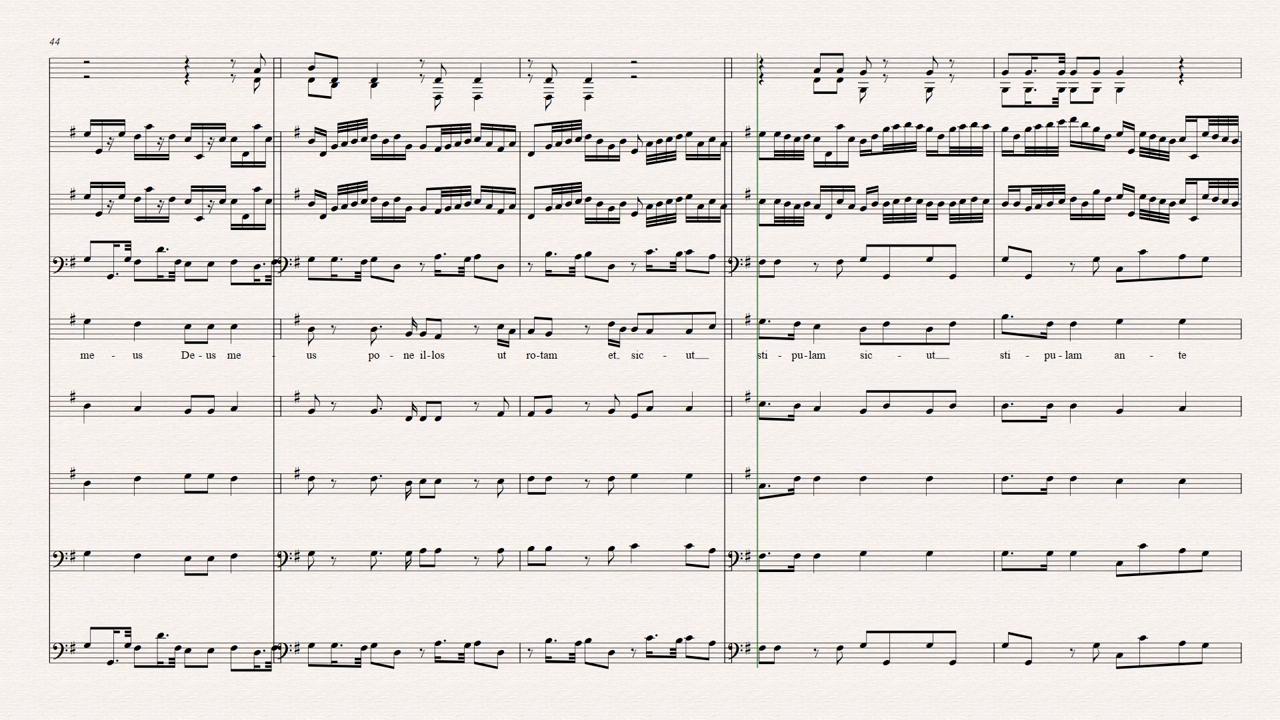 44
me - us De - us me - us po - ne il-los ut ro-tam et sic - ut sti - pu-lam sic - ut sti - pu-lam an - te